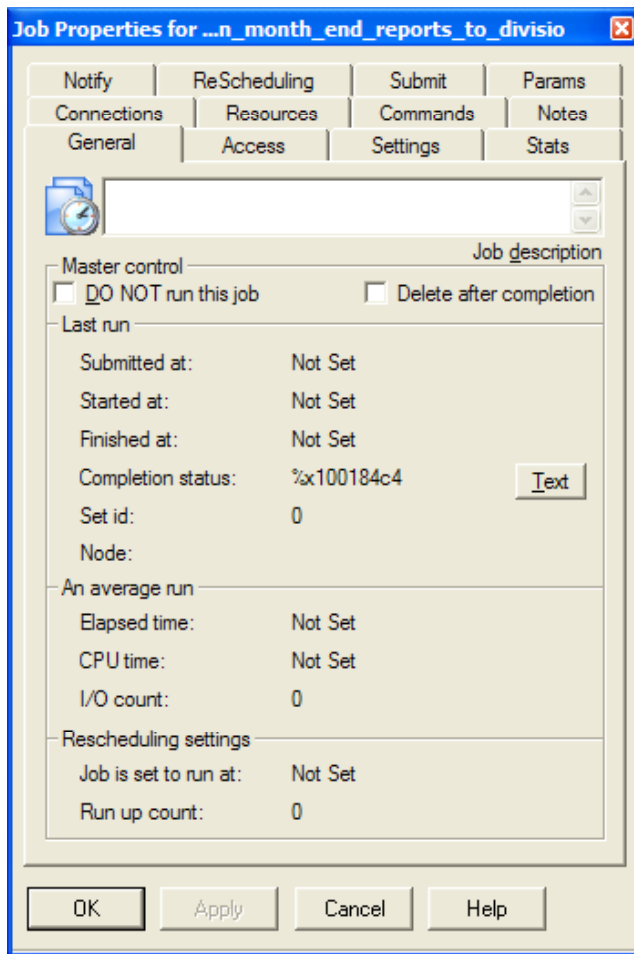 Job Properties for ...n_month_end_reports_to_divisio
Notify ReScheduling Submit Params
Connections Resources Commands Notes
General Access Settings Stats
Job description
Master control
DO NOT run this job Delete after completion
Last run
Submitted at: Not Set
Started at: Not Set
Finished at: Not Set
Completion status: %x100184c4 Text
Set id: 0
Node:
An average run
Elapsed time: Not Set
CPU time: Not Set
I/O count: 0
Rescheduling settings
Job is set to run at: Not Set
Run up count: 0
OK Apply Cancel Help